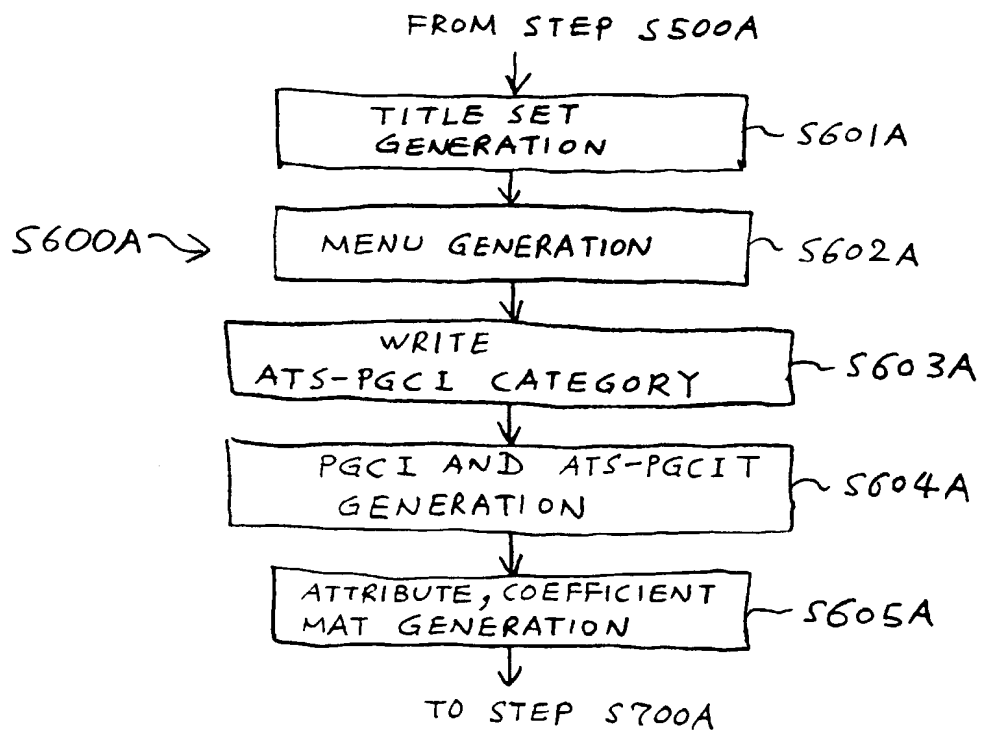 FROM STEP S500A
TITLE SET
GENERATION
S601A
S600A
MENU GENERATION
S602A
WRITE
ATS-PGCI CATEGORY
S603A
PGCI AND ATS-PGCIT
GENERATION
S604A
ATTRIBUTE, COEFFICIENT
MAT GENERATION
S605A
TO STEP S700A